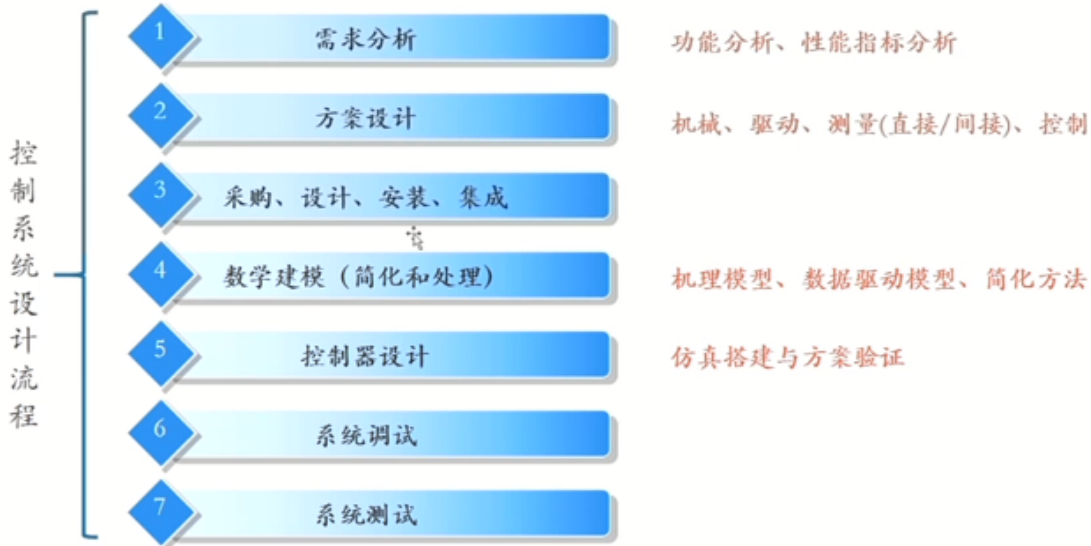 控制系统设计流程
1 需求分析 功能分析、性能指标分析
2 方案设计 机械、驱动、测量(直接/间接)、控制
3 采购、设计、安装、集成
4 数学建模（简化和处理） 机理模型、数据驱动模型、简化方法
5 控制器设计 仿真搭建与方案验证
6 系统调试
7 系统测试